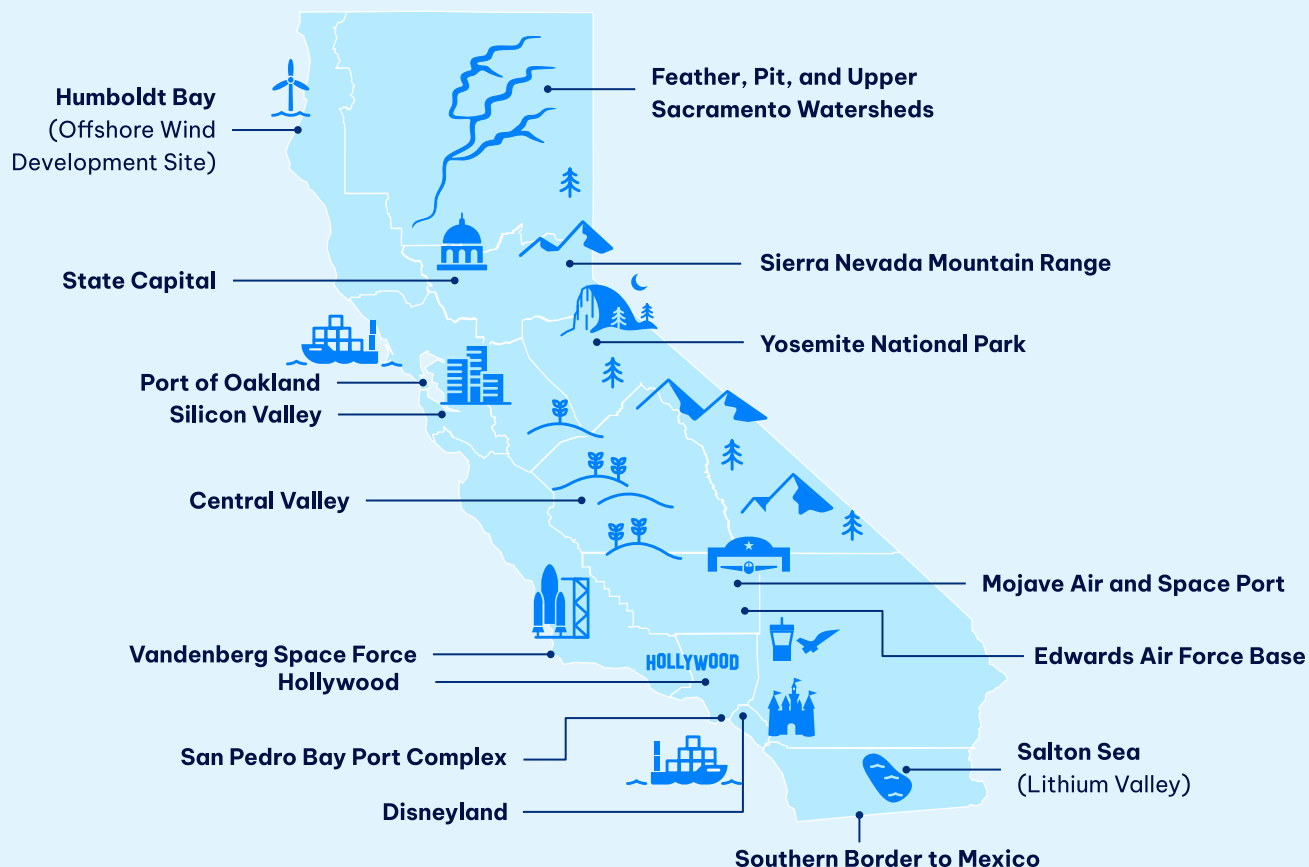 Feather, Pit, and Upper
Sacramento Watersheds
Humboldt Bay
(Offshore Wind
Development Site)
State Capital
Sierra Nevada Mountain Range
Yosemite National Park
Port of Oakland
Silicon Valley
Central Valley
Mojave Air and Space Port
Vandenberg Space Force
HOLLYWOOD
Edwards Air Force Base
Hollywood
San Pedro Bay Port Complex
Salton Sea
(Lithium Valley)
Disneyland
Southern Border to Mexico